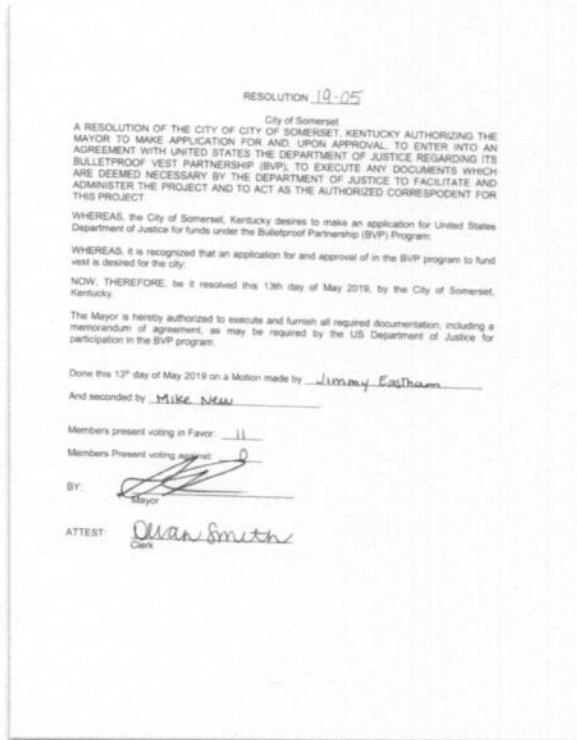 RESOLUTION 19-05
City of Somerset
A RESOLUTION OF THE CITY OF CITY OF SOMERSET, KENTUCKY AUTHORIZING THE
MAYOR TO MAKE APPLICATION FOR AND, UPON APPROVAL, TO ENTER INTO AN
AGREEMENT WITH UNITED STATES THE DEPARTMENT OF JUSTICE REGARDING ITS
BULLETPROOF VEST PARTNERSHIP (BVP), TO EXECUTE ANY DOCUMENTS WHICH
ARE DEEMED NECESSARY BY THE DEPARTMENT OF JUSTICE TO FACILITATE AND
ADMINISTER THE PROJECT AND TO ACT AS THE AUTHORIZED CORRESPODENT FOR
THIS PROJECT.
WHEREAS, the City of Somerset, Kentucky desires to make an application for United States
Department of Justice for funds under the Bulletproof Partnership (BVP) Program:
WHEREAS, it is recognized that an application for and approval of in the BVP program to fund
vest is desired for the city:
NOW, THEREFORE, be it resolved this 13th day of May 2019, by the City of Somerset,
Kentucky.
The Mayor is hereby authorized to execute and furnish all required documentation, including a
memorandum of agreement, as may be required by the US Department of Justice for
participation in the BVP program.
Done this 13th day of May 2019 on a Motion made by Jimmy Eastham
And seconded by Mike New
Members present voting in Favor: 11
Members Present voting against: 0
BY:
Mayor
ATTEST: Smith
Clerk